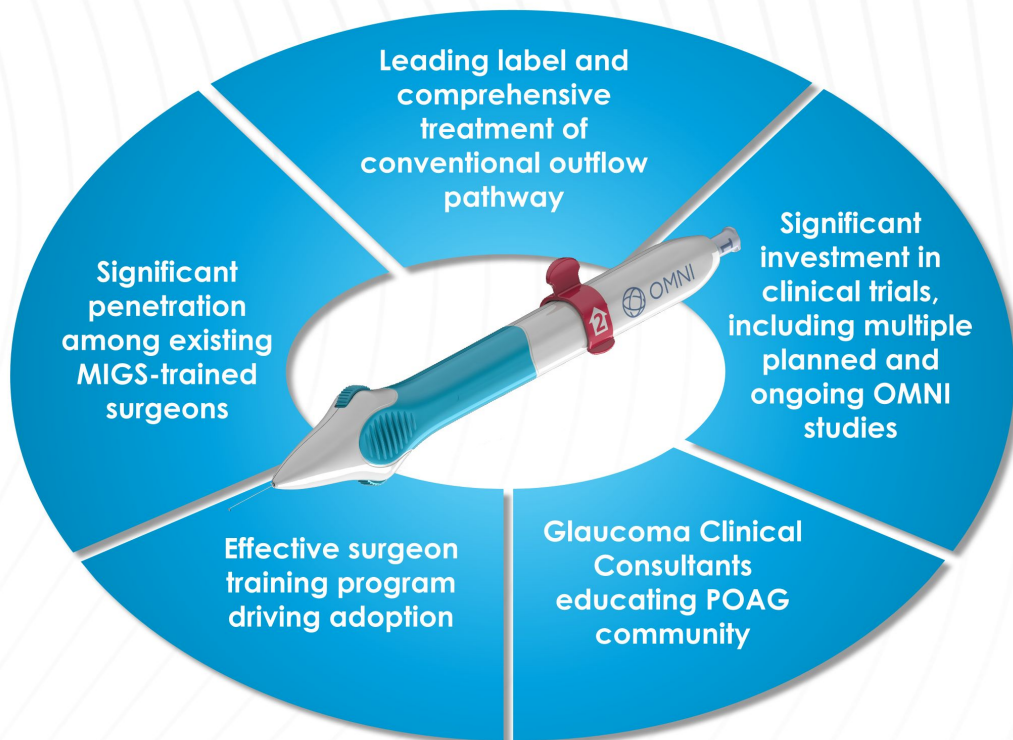 Leading label and
comprehensive
treatment of
conventional outflow
pathway
Significant
investment in
clinical trials,
including multiple
planned and
ongoing OMNI
studies
Glaucoma Clinical
Consultants
educating POAG
community
Effective surgeon
training program
driving adoption
Significant
penetration
among existing
MIGS-trained
surgeons
OMNI
2
1